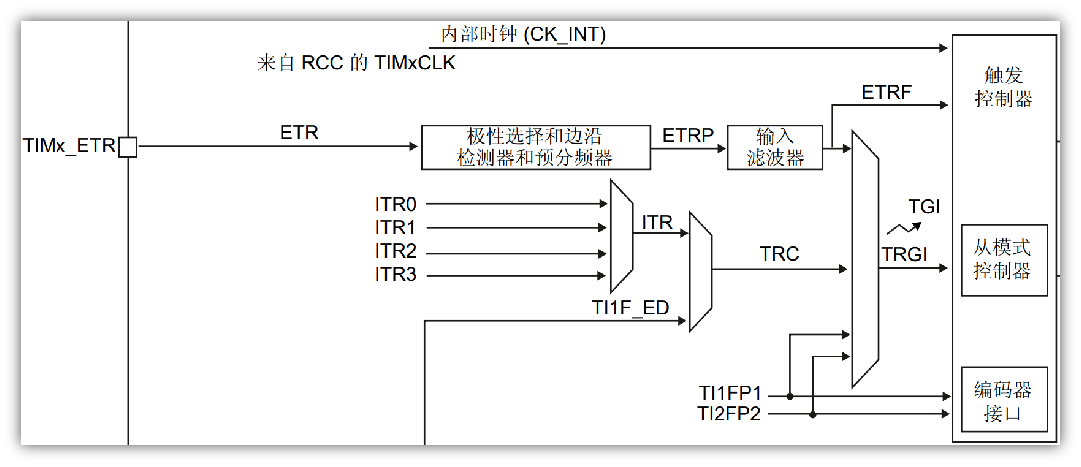 内部时钟 (CK_INT)
来自 RCC 的 TIMxCLK
触发
控制器
ETRF
TIMx_ETR
ETR
极性选择和边沿
检测器和预分频器
ETRP
输入
滤波器
ITR0
ITR1
ITR2
ITR3
ITR
TRC
TGI
TRGI
从模式
控制器
TI1F_ED
TI1FP1
TI2FP2
编码器
接口